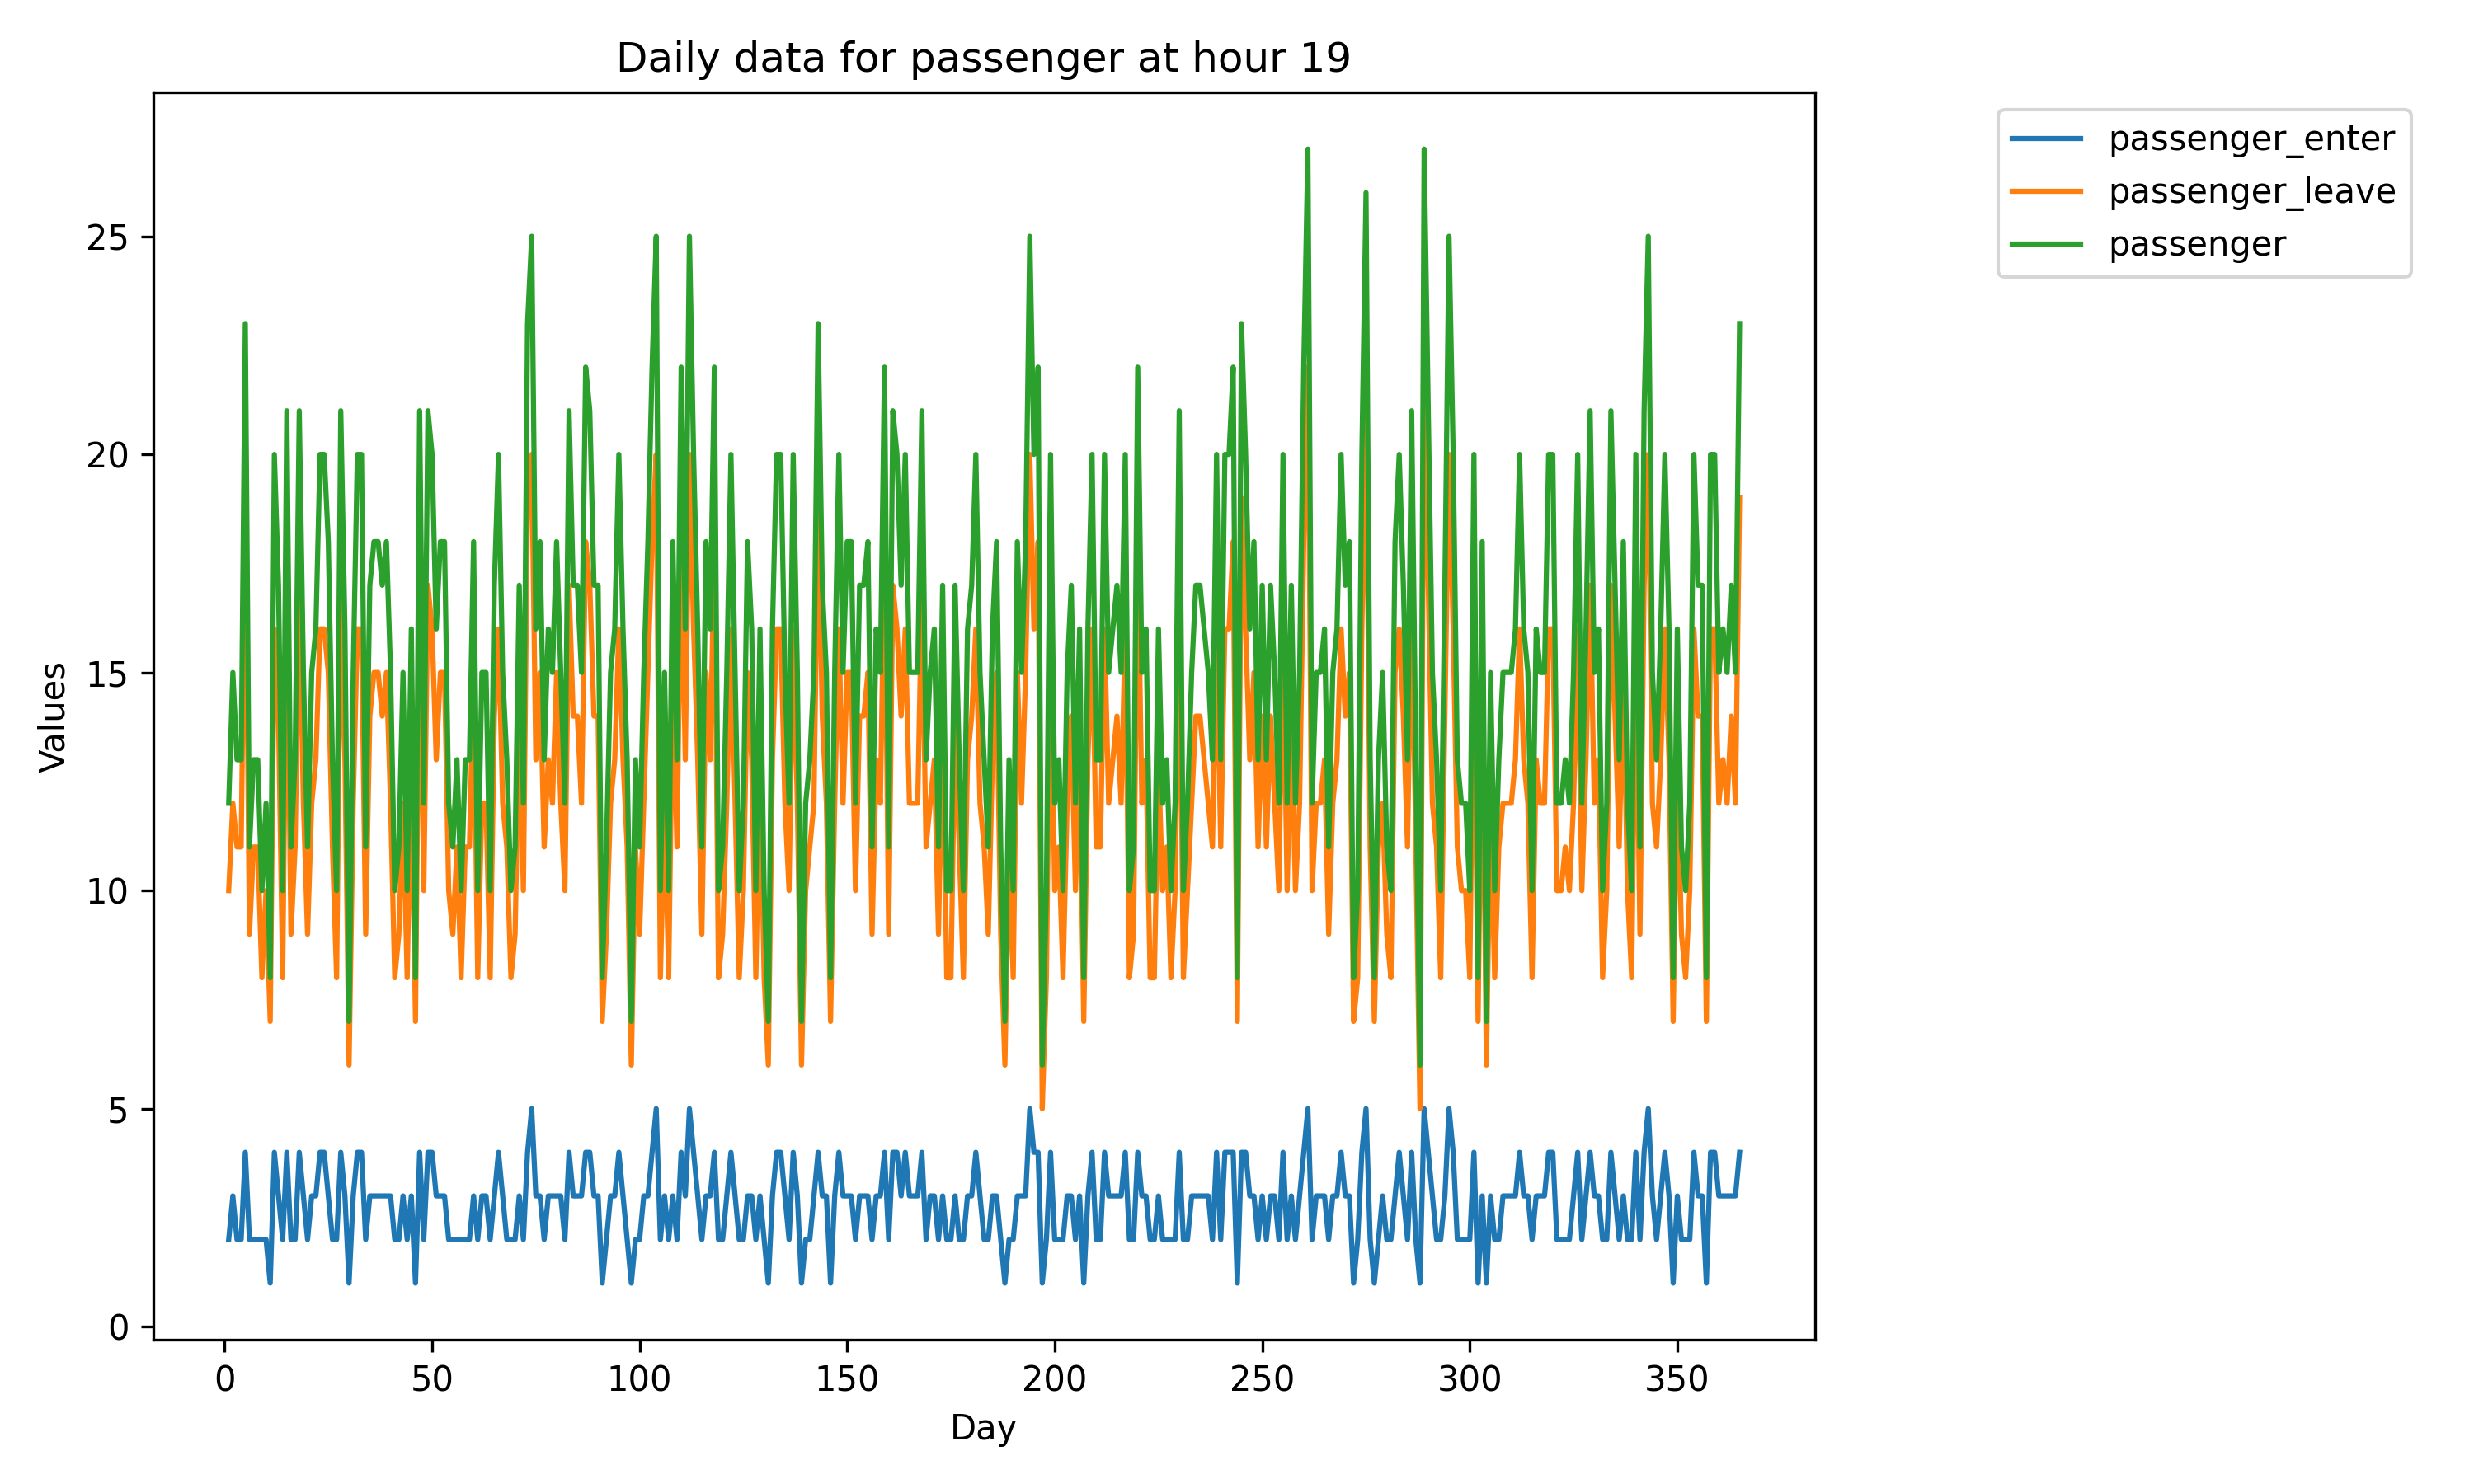 Daily data for passenger at hour 19
passenger_enter
passenger_leave
passenger
Values
25
20
15
10
5
0
0 50 100 150 200 250 300 350
Day